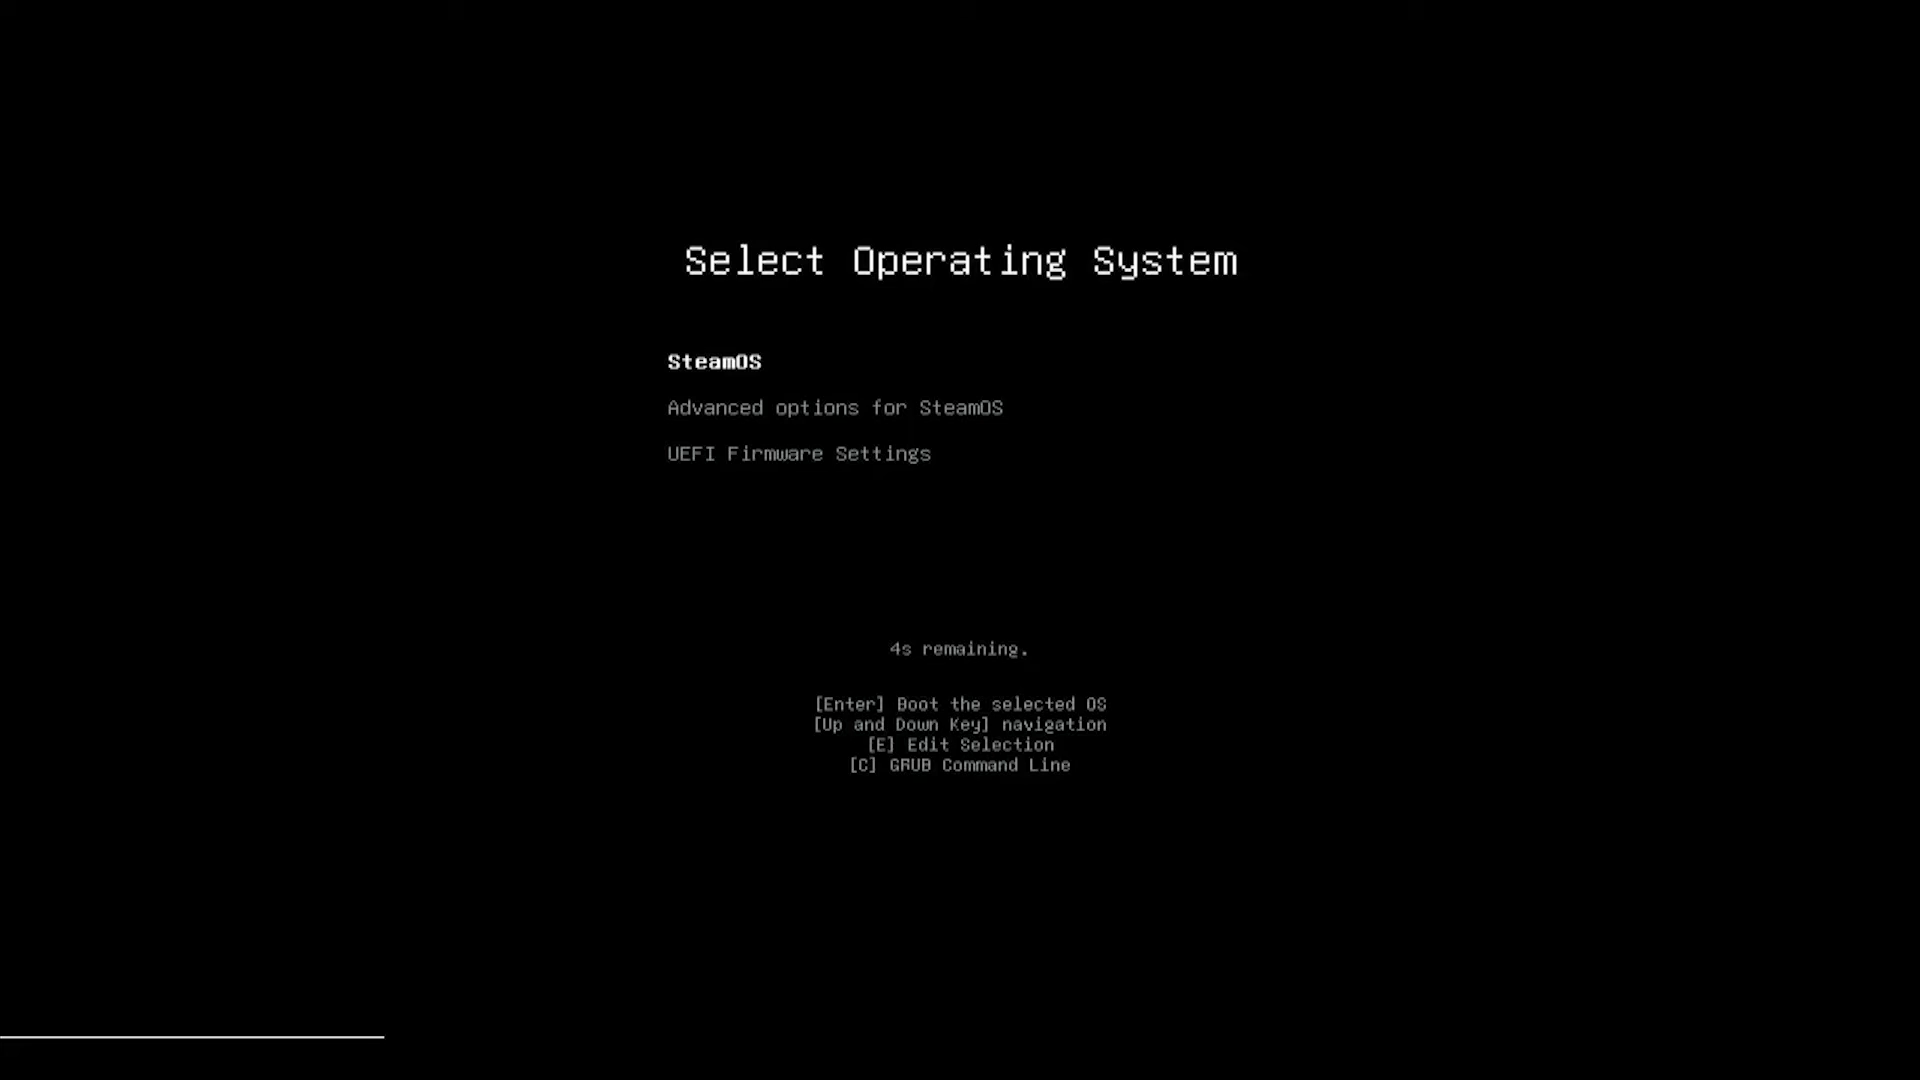 Select Operating System
SteamOS
Advanced options for SteamOS
UEFI Firmware Settings
4s remaining.
[Enter] Boot the selected OS
[Up and Down Key] navigation
[E] Edit Selection
[C] GRUB Command Line